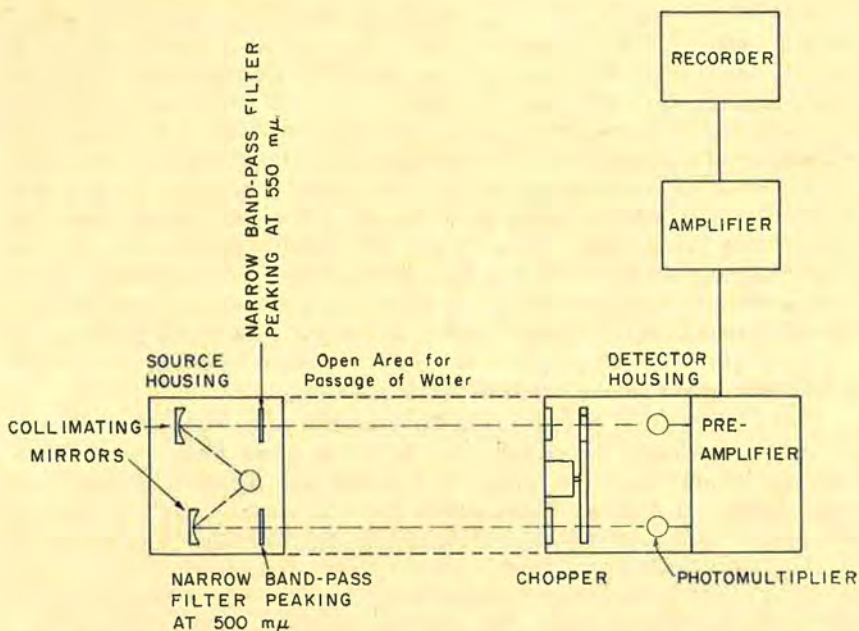 RECORDER
AMPLIFIER
NARROW BAND-PASS FILTER
PEAKING AT 550 mμ
SOURCE
HOUSING
Open Area for
Passage of Water
DETECTOR
HOUSING
COLLIMATING
MIRRORS
PRE-
AMPLIFIER
NARROW BAND-PASS
FILTER PEAKING
AT 500 mμ
CHOPPER
PHOTOMULTIPLIER